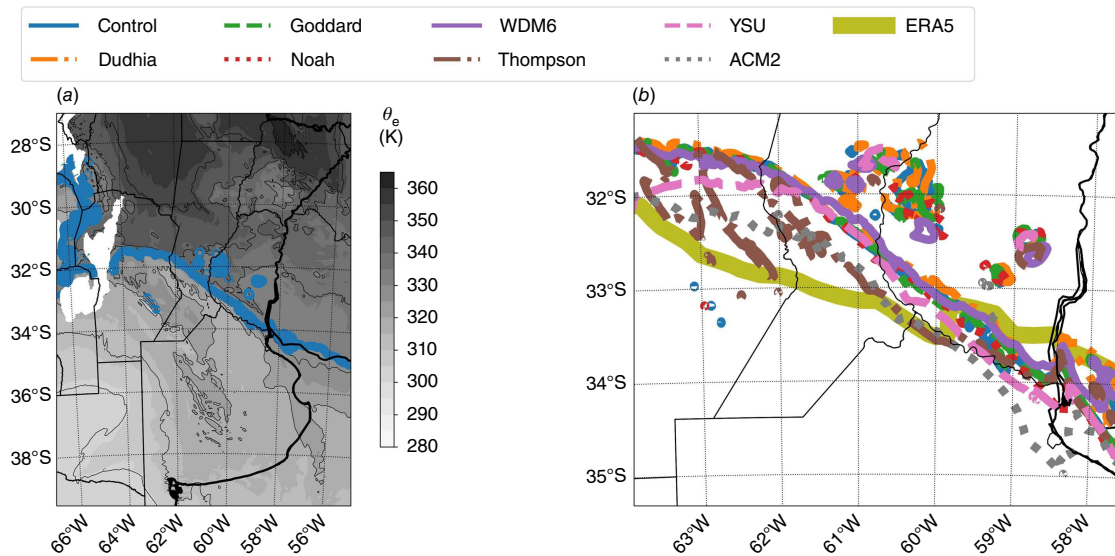 Control Goddard WDM6 YSU ERA5
Dudhia Noah Thompson ACM2
(a)
θe
(K)
28°S
30°S
32°S
34°S
36°S
38°S
66°W 64°W 62°W 60°W 58°W 56°W
360
350
340
330
320
310
300
290
280
(b)
32°S
33°S
34°S
35°S
63°W 62°W 61°W 60°W 59°W 58°W